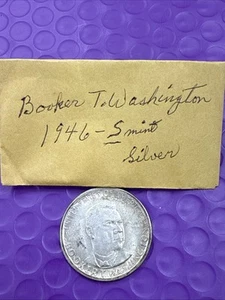 Booker T. Washington
1946 - S mint
Silver